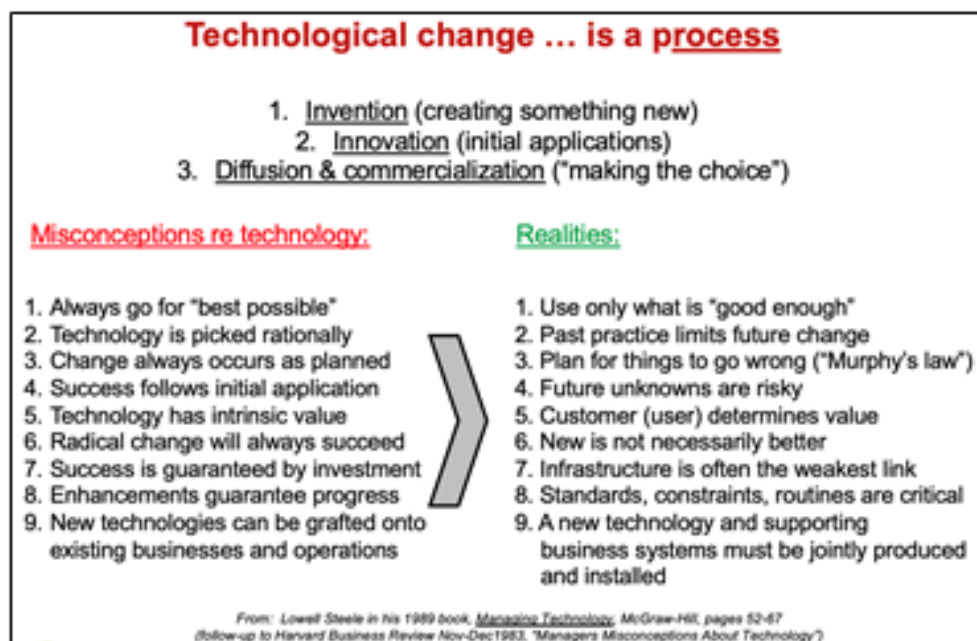 Technological change … is a process
1. Invention (creating something new)
2. Innovation (initial applications)
3. Diffusion & commercialization (“making the choice”)
Misconceptions re technology:
1. Always go for “best possible”
2. Technology is picked rationally
3. Change always occurs as planned
4. Success follows initial application
5. Technology has intrinsic value
6. Radical change will always succeed
7. Success is guaranteed by investment
8. Enhancements guarantee progress
9. New technologies can be grafted onto
existing businesses and operations
Realities:
1. Use only what is “good enough”
2. Past practice limits future change
3. Plan for things to go wrong (“Murphy’s law”)
4. Future unknowns are risky
5. Customer (user) determines value
6. New is not necessarily better
7. Infrastructure is often the weakest link
8. Standards, constraints, routines are critical
9. A new technology and supporting
business systems must be jointly produced
and installed
From: Lowell Steele in his 1989 book, Managing Technology, McGraw-Hill, pages 52-67
(follow-up to Harvard Business Review Nov-Dec1983, "Managers Misconceptions About Technology")